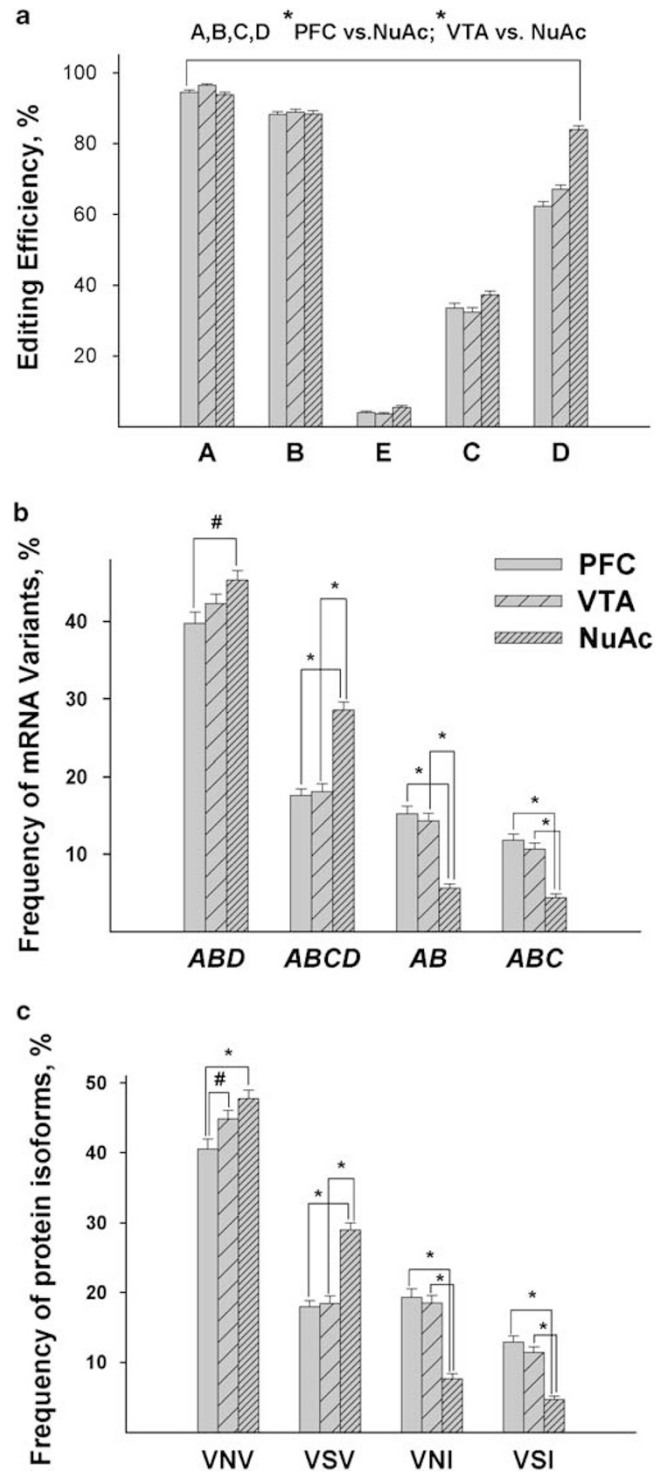 a
A,B,C,D *PFC vs.NuAc; *VTA vs. NuAc
Editing Efficiency, %
100
80
60
40
20
A B E C D
b
Frequency of mRNA Variants, %
#
*
*
PFC
VTA
NuAc
40
30
20
10
* *
* *
ABD ABCD AB ABC
c
Frequency of protein isoforms, %
*
#
50
40
30
20
10
* *
* *
* *
VNV VSV VNI VSI